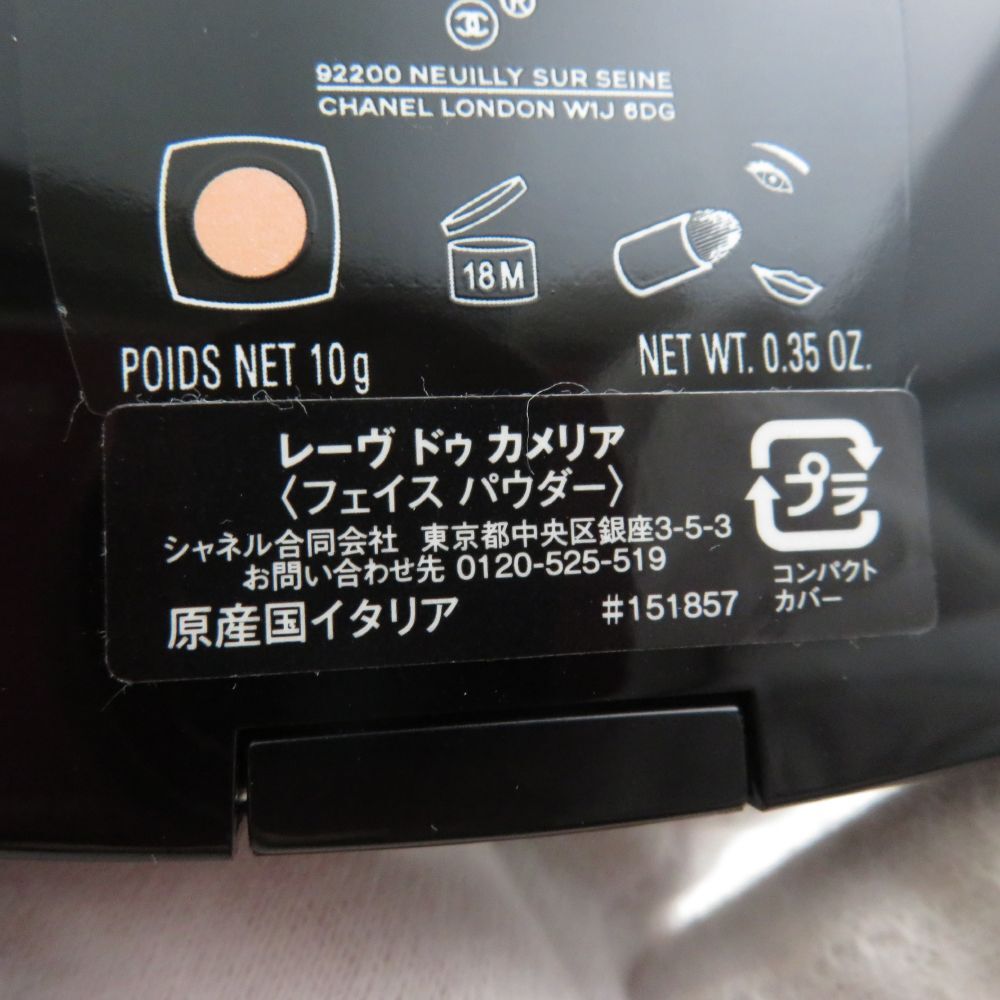 ®
92200 NEUILLY SUR SEINE
CHANEL LONDON W1J 6DG
18 M
POIDS NET 10g
NET WT. 0.35 OZ.
レーヴ ドゥ カメリア
〈フェイス パウダー〉
シャネル合同会社 東京都中央区銀座3-5-3
お問い合わせ先 0120-525-519
原産国イタリア #151857
プラ
コンパクト
カバー